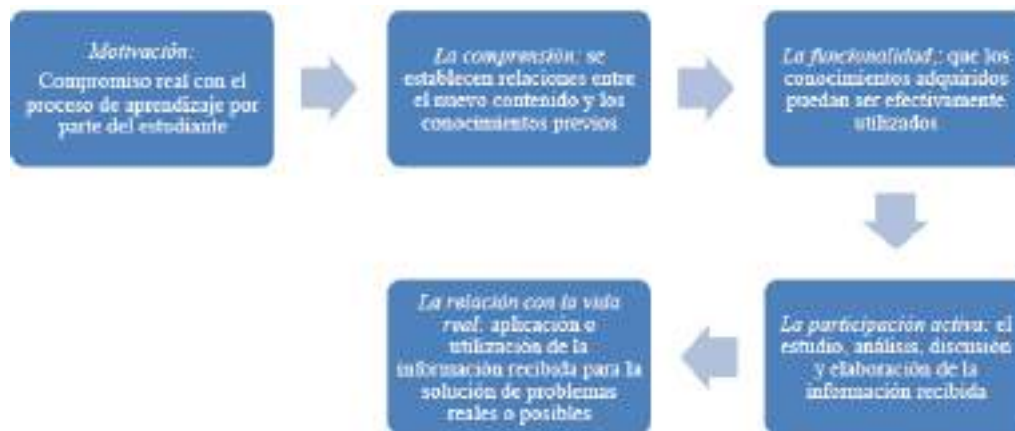 Motivación:
Compromiso real con el
proceso de aprendizaje por
parte del estudiante
La comprensión: se
establecen relaciones entre
el nuevo contenido y los
conocimientos previos
La funcionalidad,: que los
conocimientos adquiridos
puedan ser efectivamente
utilizados
La participación activa: el
estudio, análisis, discusión
y elaboración de la
información recibida
La relación con la vida
real. aplicación o
utilización de la
información recibida para la
solución de problemas
reales o posibles